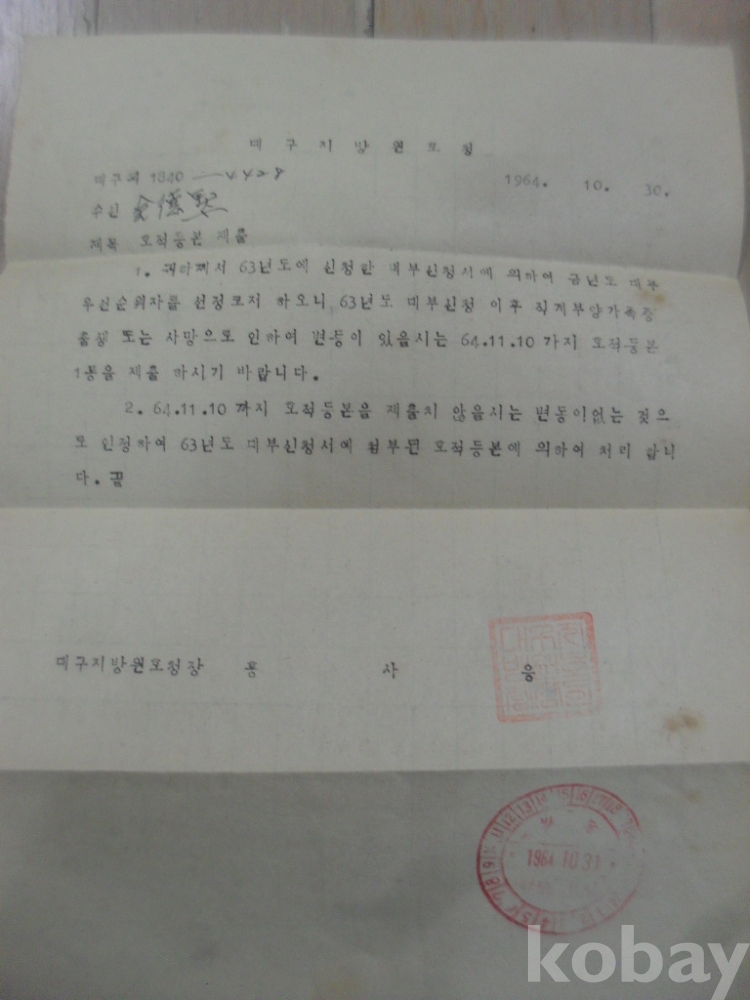 대구지방원호청
대구지 1840 — 4428
1964. 10. 30.
수신
제목 호적등본 제출
1. 귀하께서 63년도에 신청한 대부신청서에 의하여 금년도 대부
우선순위자를 선정코저 하오니, 63년도 대부신청 이후 직계부양가족중
출생 또는 사망으로 인하여 변동이 있을시는 64.11.10 까지 호적등본
1통을 제출 하시기 바랍니다.
2. 64.11.10 까지 호적등본을 제출치 않을시는 변동이없는 것으
로 인정하여 63년도 대부신청서에 첨부된 호적등본에 의하여 처리 합니
다. 끝
대구지방원호청장 용 사 웅
1964 10 31
kobay